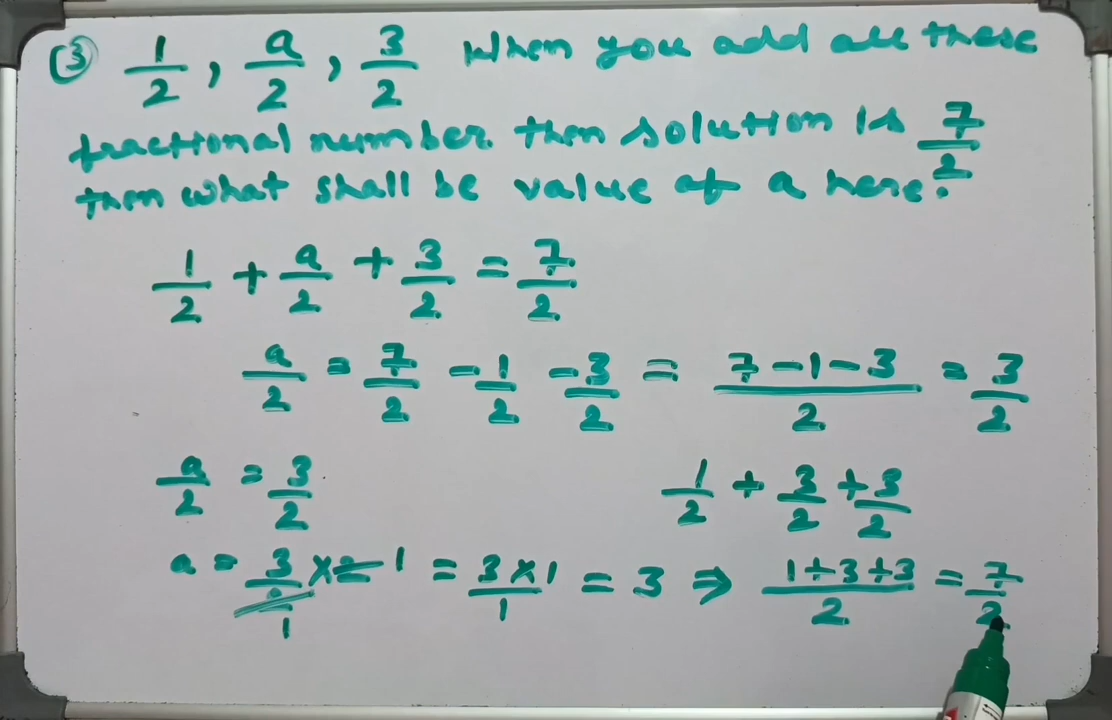 (3) 1/2, a/2, 3/2 When you add all these
fractional number then solution is 7/2
then what shall be value of a here?
1/2 + a/2 + 3/2 = 7/2
a/2 = 7/2 - 1/2 - 3/2 = (7-1-3)/2 = 3/2
a/2 = 3/2 1/2 + 3/2 + 3/2
a = 3/2 1 × 2 1 = (3×1)/1 = 3 ⇒ (1+3+3)/2 = 7/2